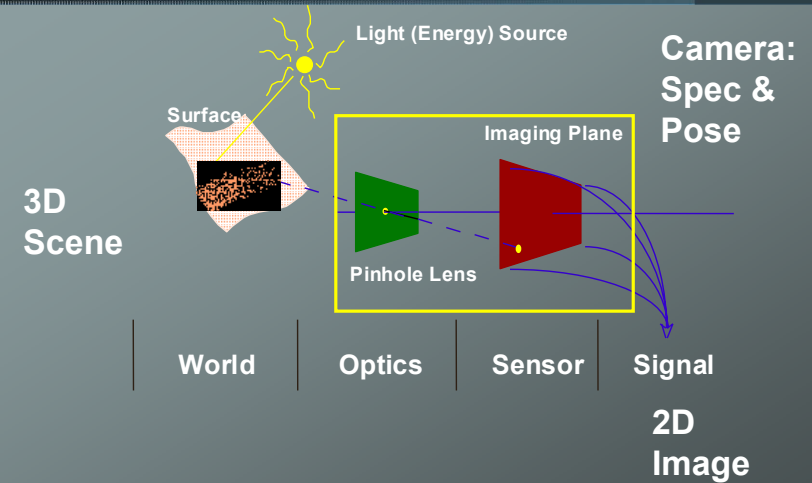 Light (Energy) Source
Camera:
Spec &
Pose
Surface
Imaging Plane
3D
Scene
Pinhole Lens
World
Optics
Sensor
Signal
2D
Image